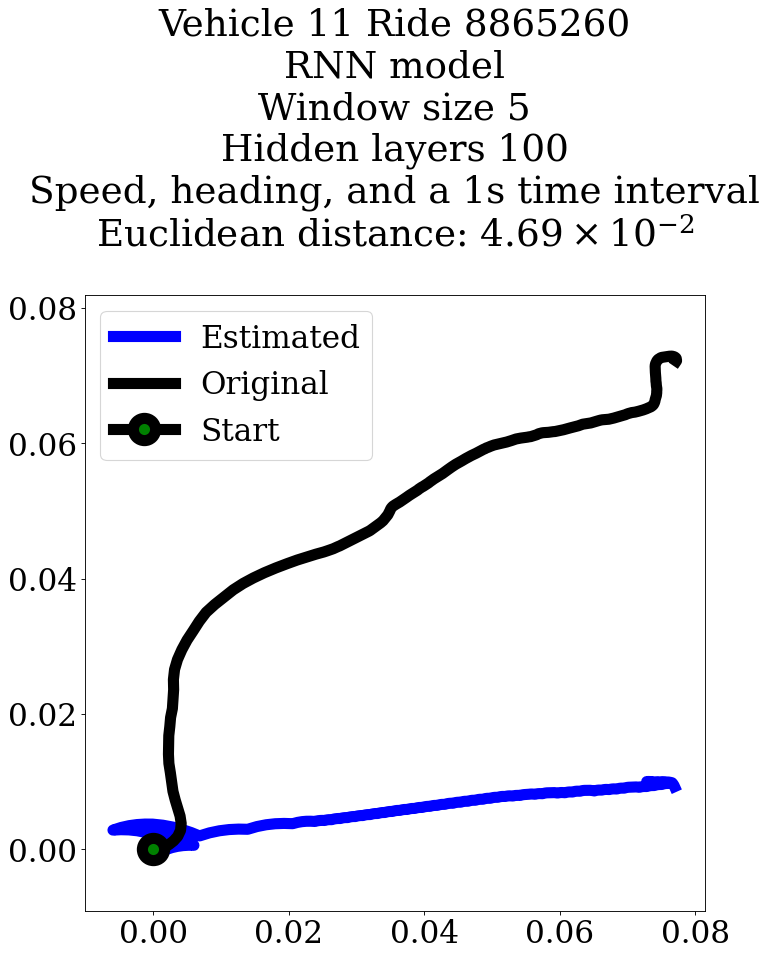 Vehicle 11 Ride 8865260
RNN model
Window size 5
Hidden layers 100
Speed, heading, and a 1s time interval
Euclidean distance: 4.69 × 10⁻²
0.08
Estimated
Original
Start
0.06
0.04
0.02
0.00
0.00 0.02 0.04 0.06 0.08